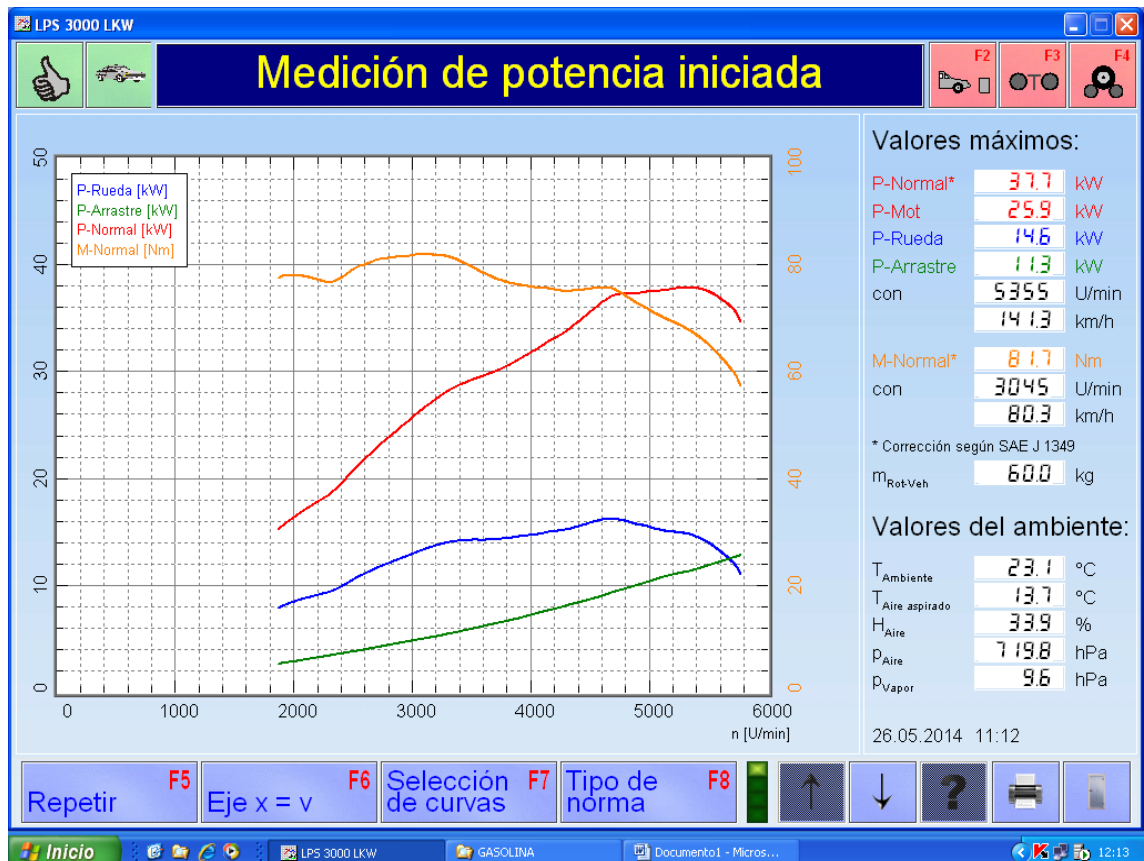 LPS 3000 LKW
Medición de potencia iniciada
F2
F3
F4
P-Rueda [kW]
P-Arrastre [kW]
P-Normal [kW]
M-Normal [Nm]
50
40
30
20
10
0
100
80
60
40
20
0
0 1000 2000 3000 4000 5000 6000
n [U/min]
Valores máximos:
P-Normal* 37.7 kW
P-Mot 25.9 kW
P-Rueda 14.6 kW
P-Arrastre 11.3 kW
con 5355 U/min
141.3 km/h
M-Normal* 81.7 Nm
con 3045 U/min
80.3 km/h
* Corrección según SAE J 1349
mRot-Veh 60.0 kg
Valores del ambiente:
TAmbiente 23.1 °C
TAire aspirado 13.7 °C
HAire 33.9 %
pAire 719.8 hPa
pVapor 9.6 hPa
26.05.2014 11:12
Repetir F5
Eje x = v F6
Selección de curvas F7
Tipo de norma F8
?
Inicio
LPS 3000 LKW
GASOLINA
Documento1 - Micros...
12:13